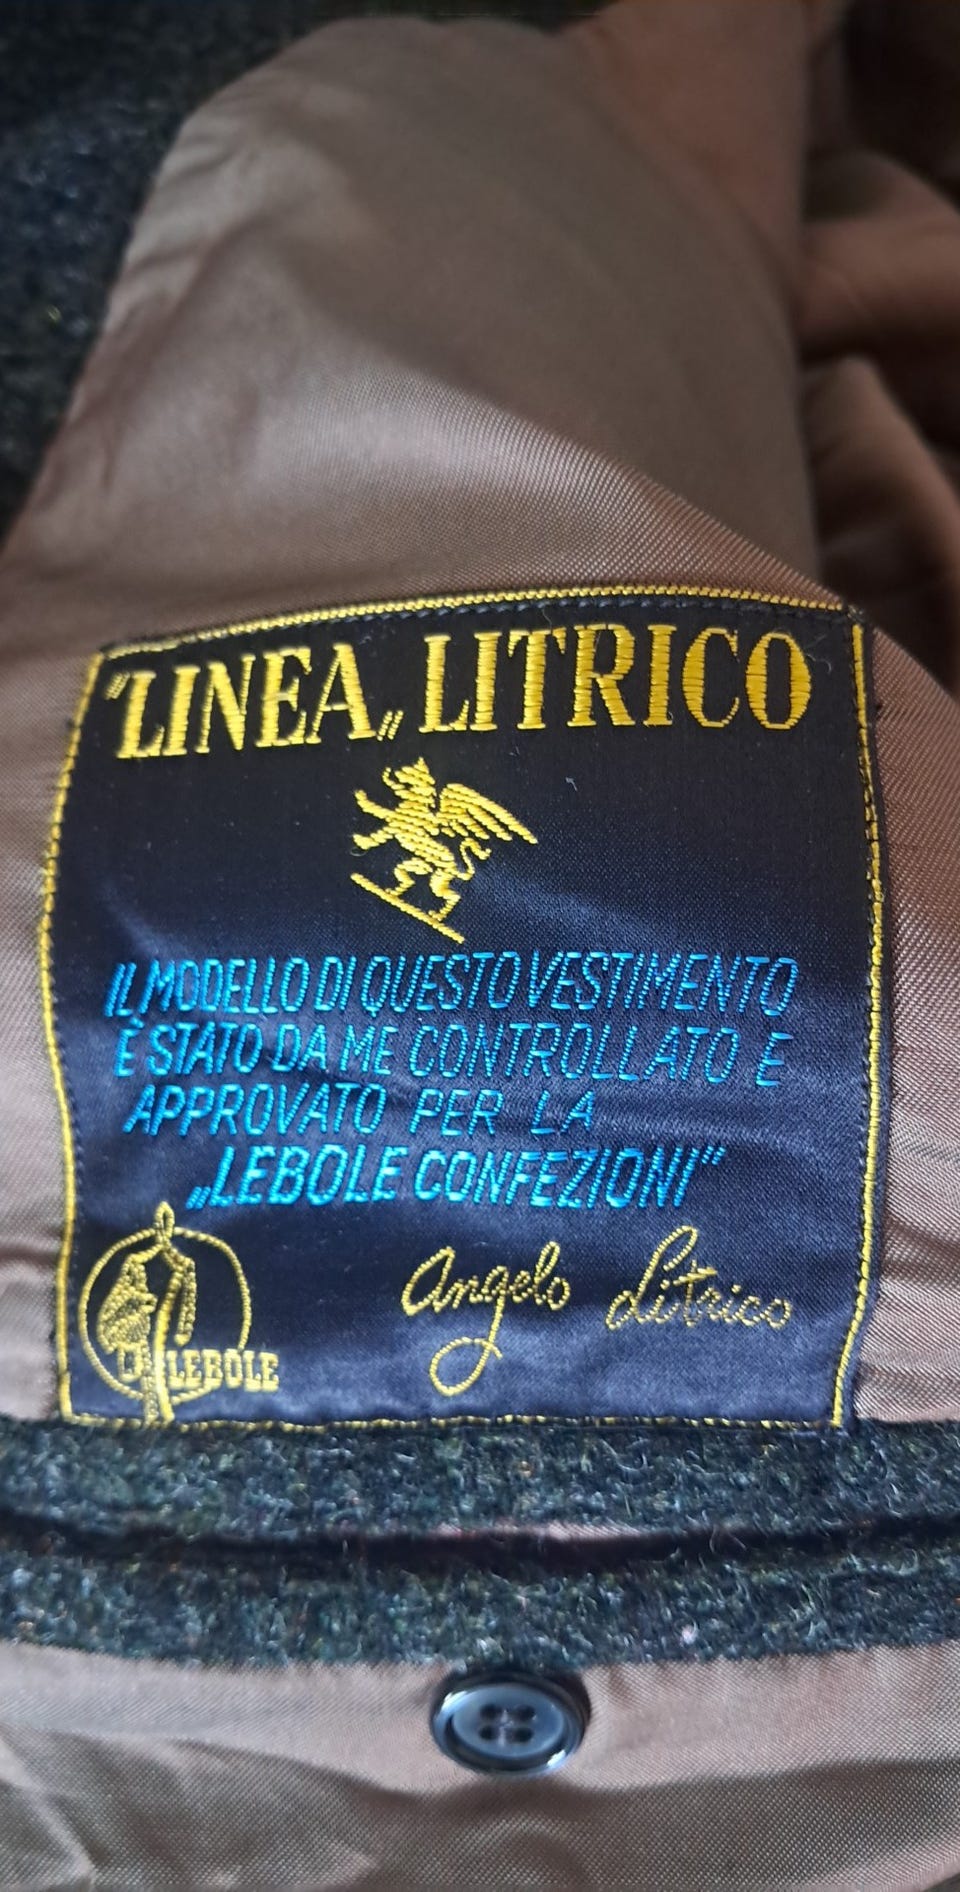 "LINEA„ LITRICO
IL MODELLO DI QUESTO VESTIMENTO
È STATO DA ME CONTROLLATO E
APPROVATO PER LA
„LEBOLE CONFEZIONI"
Angelo Litrico
LEBOLE